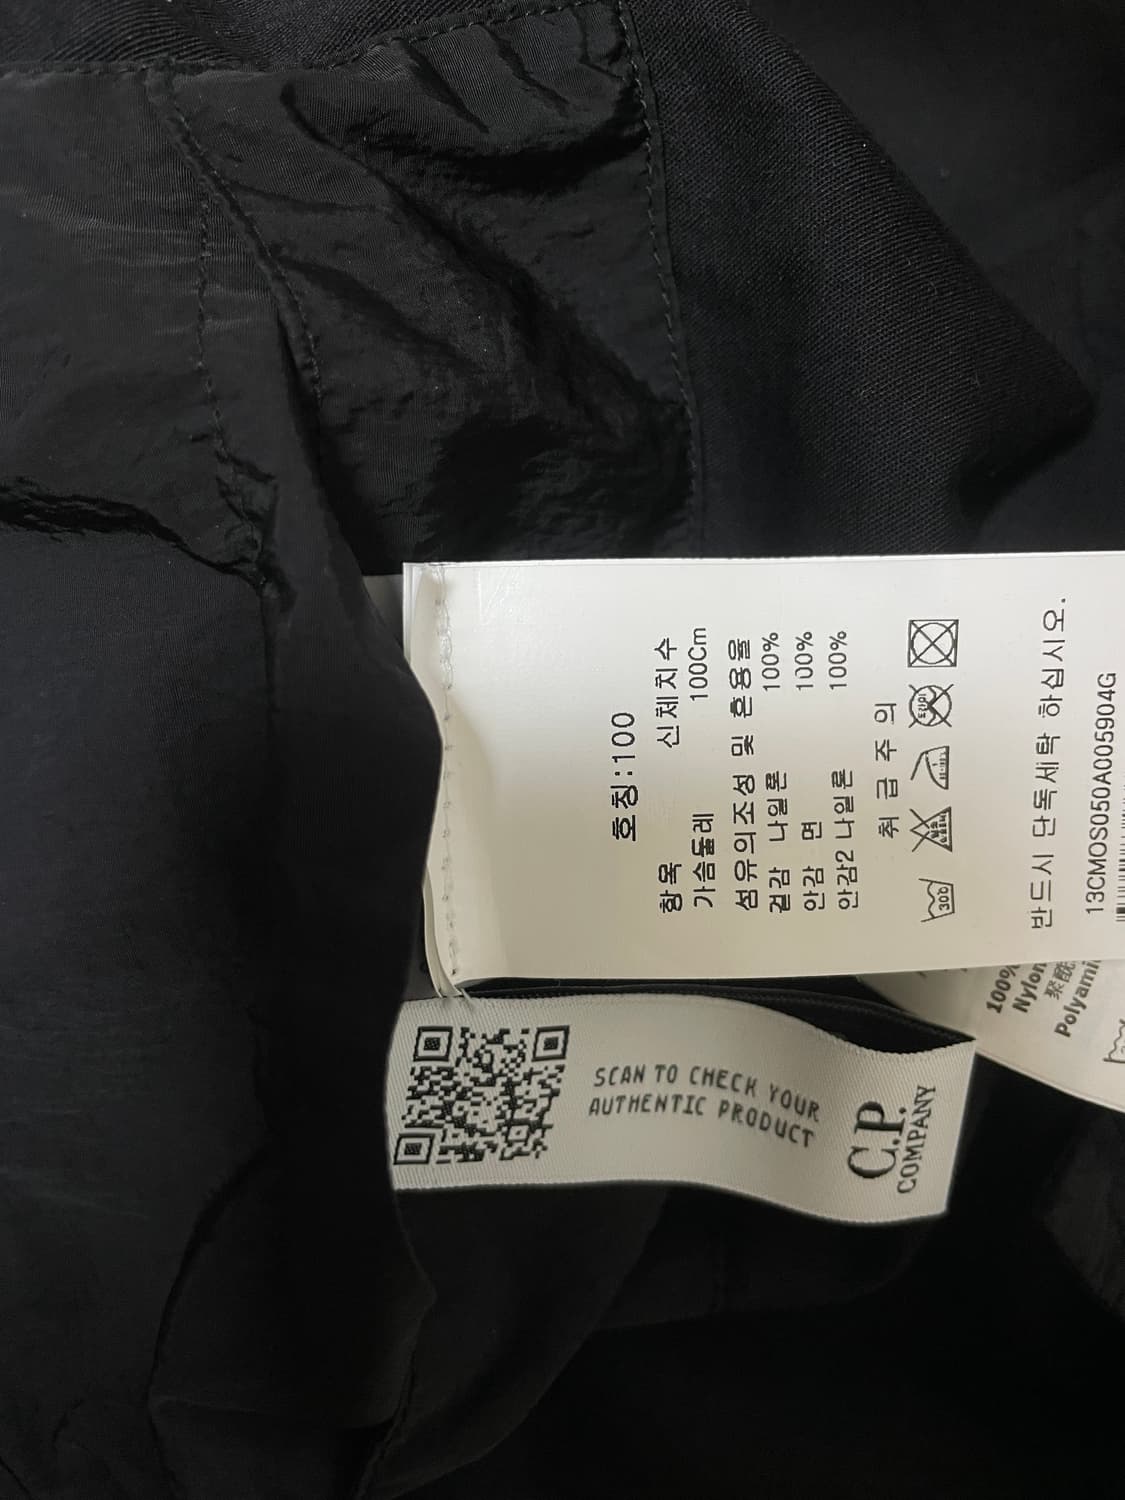 호칭:100
항목 신체치수
가슴둘레 100Cm
섬유의조성 및 혼용율
겉감 나일론 100%
안감 면 100%
안감2 나일론 100%
취 급 주 의
30℃
반드시 단독세탁 하십시오.
13CMOS050A005904G
100%
Nylon
SCAN TO CHECK YOUR
AUTHENTIC PRODUCT
C.P.
COMPANY